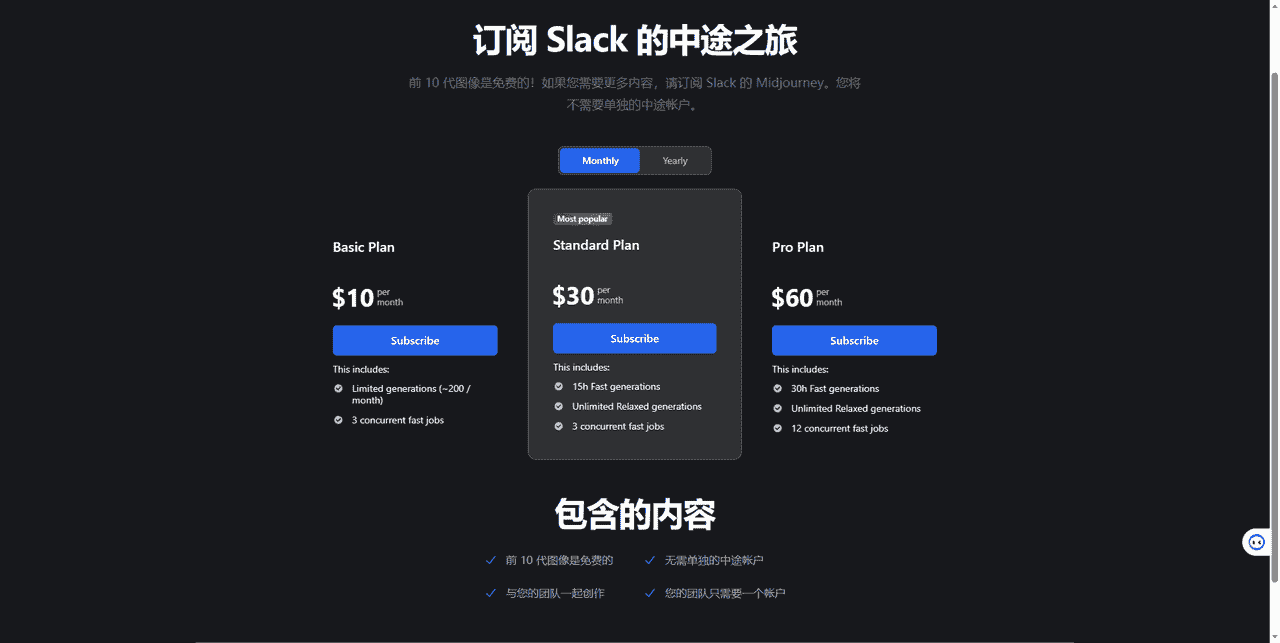 订阅 Slack 的中途之旅
前 10 代图像是免费的！如果您需要更多内容，请订阅 Slack 的 Midjourney。您将
不需要单独的中途帐户。
Monthly
Yearly
Basic Plan
$10 per month
Subscribe
This includes:
Limited generations (~200 /
month)
3 concurrent fast jobs
Most popular
Standard Plan
$30 per month
Subscribe
This includes:
15h Fast generations
Unlimited Relaxed generations
3 concurrent fast jobs
Pro Plan
$60 per month
Subscribe
This includes:
30h Fast generations
Unlimited Relaxed generations
12 concurrent fast jobs
包含的内容
前 10 代图像是免费的
无需单独的中途帐户
与您的团队一起创作
您的团队只需要一个帐户